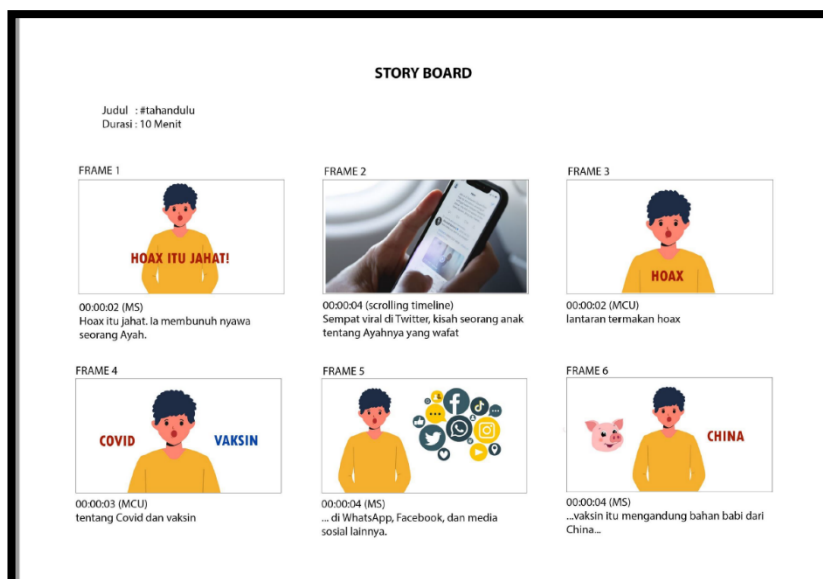 STORY BOARD
Judul : #tahandulu
Durasi : 10 Menit
FRAME 1
HOAX ITU JAHAT!
00:00:02 (MS)
Hoax itu jahat. Ia membunuh nyawa
seorang Ayah.
FRAME 2
00:00:04 (scrolling timeline)
Sempat viral di Twitter, kisah seorang anak
tentang Ayahnya yang wafat
FRAME 3
HOAX
00:00:02 (MCU)
lantaran termakan hoax
FRAME 4
COVID
VAKSIN
00:00:03 (MCU)
tentang Covid dan vaksin
FRAME 5
00:00:04 (MS)
... di WhatsApp, Facebook, dan media
sosial lainnya.
FRAME 6
CHINA
00:00:04 (MS)
...vaksin itu mengandung bahan babi dari
China...